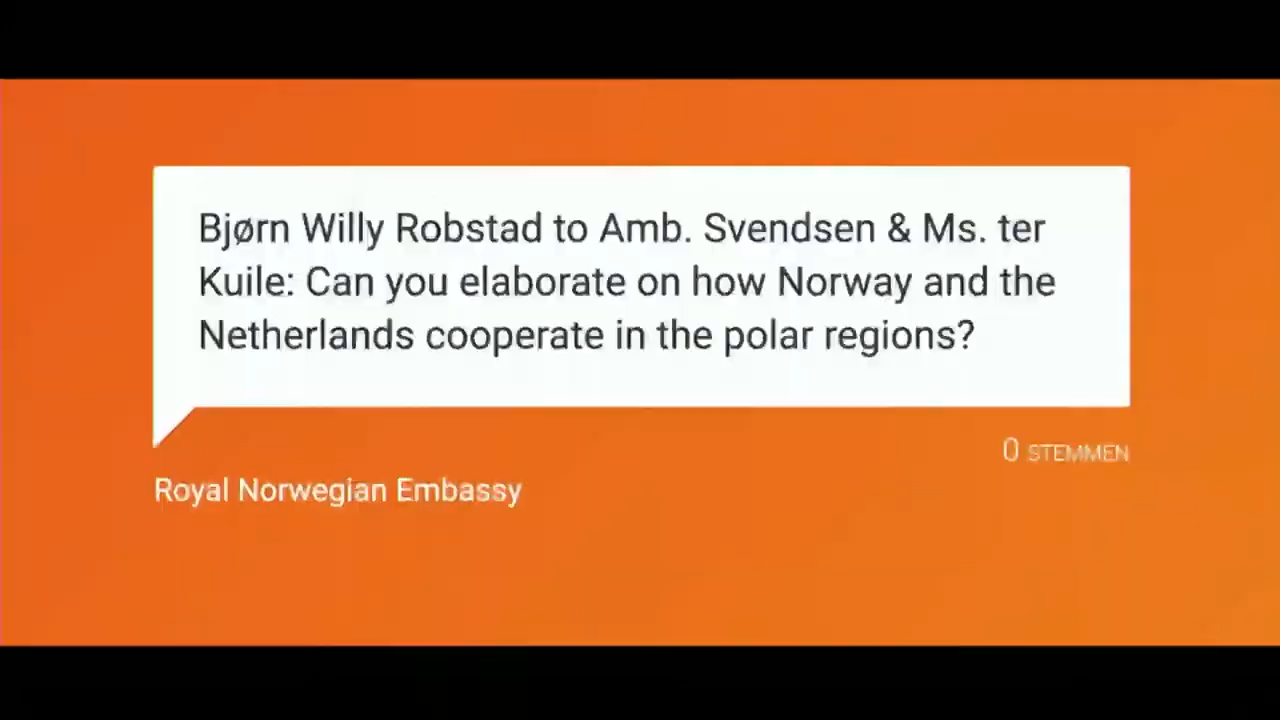 Bjørn Willy Robstad to Amb. Svendsen & Ms. ter
Kuile: Can you elaborate on how Norway and the
Netherlands cooperate in the polar regions?
0 STEMMEN
Royal Norwegian Embassy